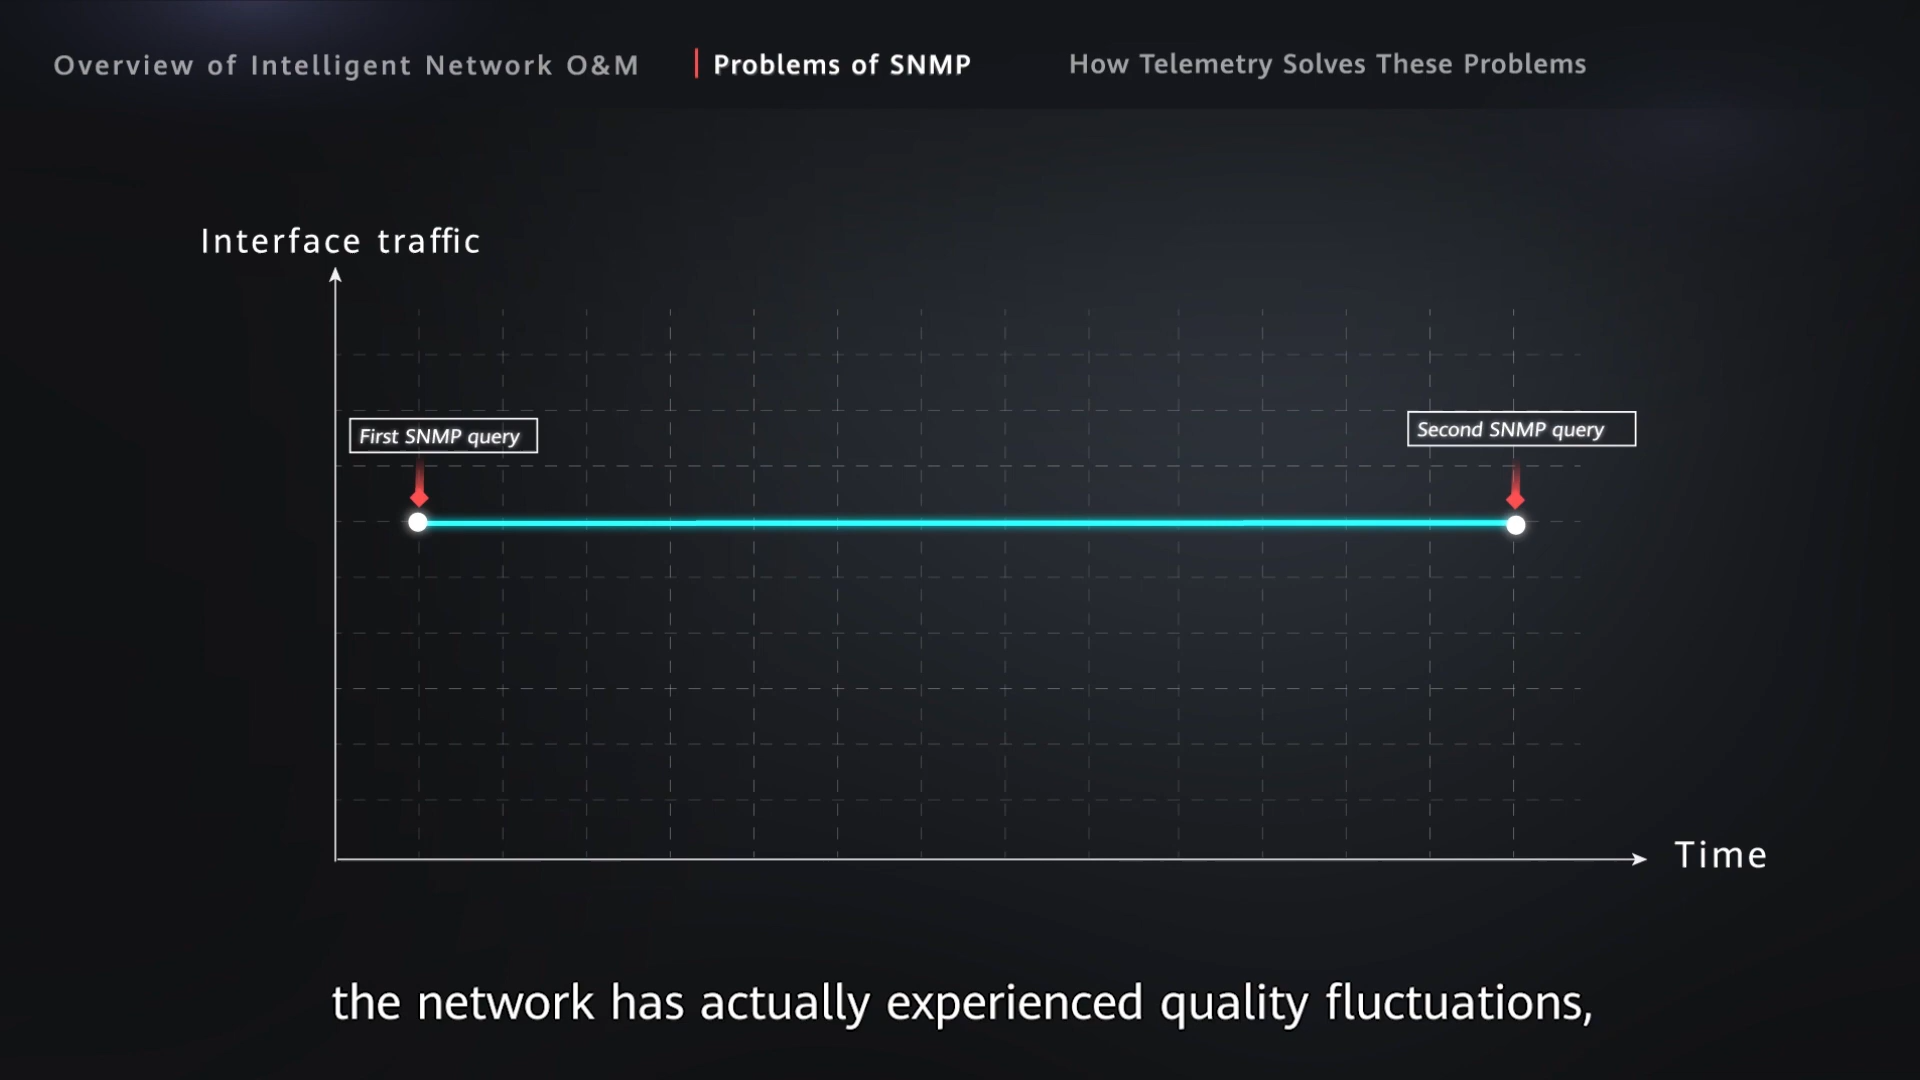 Overview of Intelligent Network O&M
Problems of SNMP
How Telemetry Solves These Problems
Interface traffic
First SNMP query
Second SNMP query
Time
the network has actually experienced quality fluctuations,